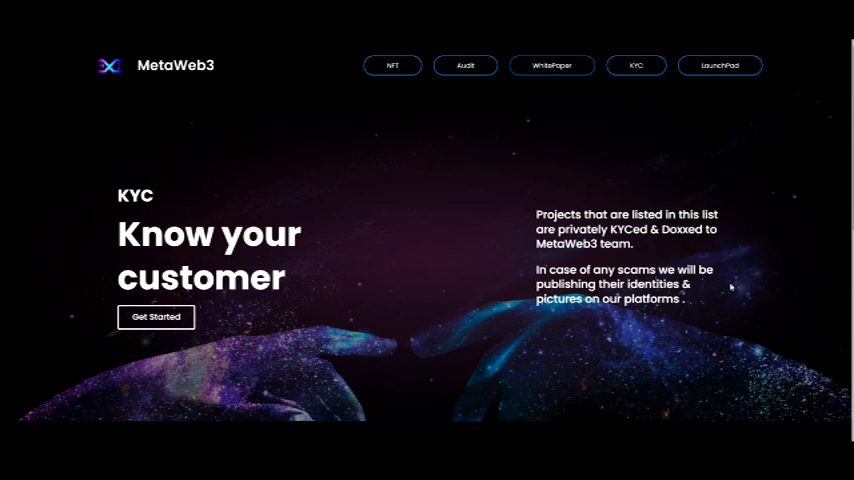 MetaWeb3
NFT
Audit
WhitePaper
KYC
LaunchPad
KYC
Know your
customer
Get Started
Projects that are listed in this list
are privately KYCed & Doxxed to
MetaWeb3 team.
In case of any scams we will be
publishing their identities &
pictures on our platforms .